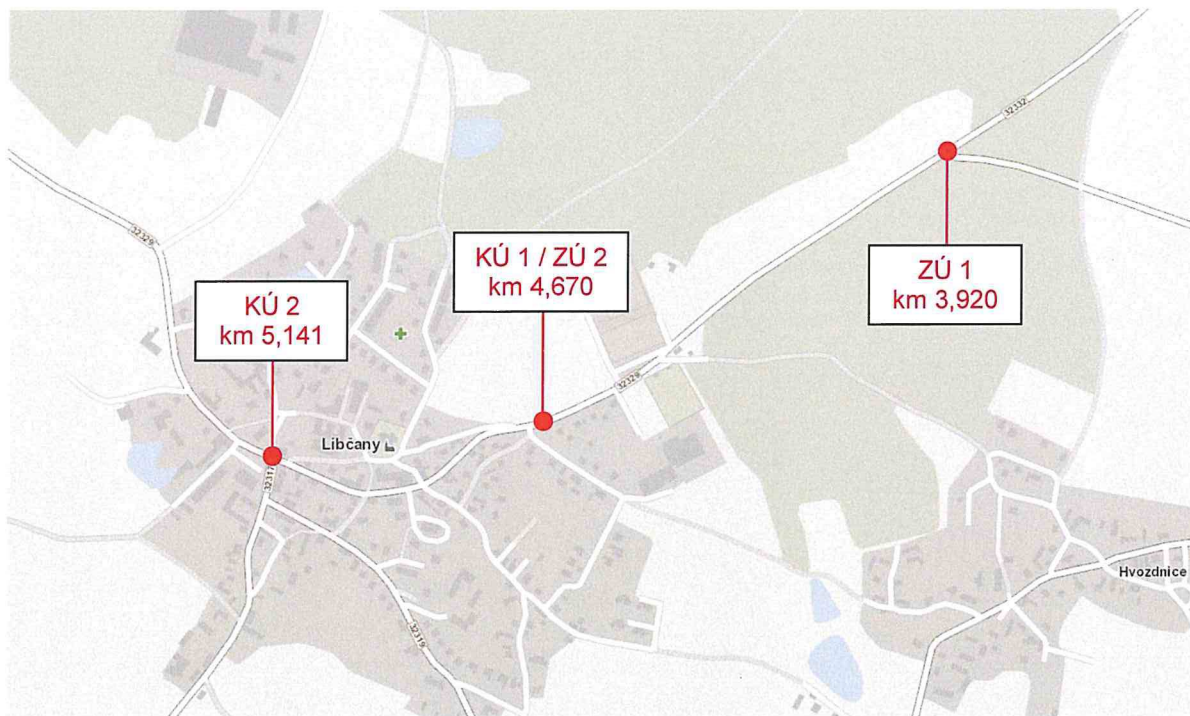 32332
32329
KÚ 1 / ZÚ 2
km 4,670
ZÚ 1
km 3,920
KÚ 2
km 5,141
32329
Libčany
32317
Hvozdnice
32319